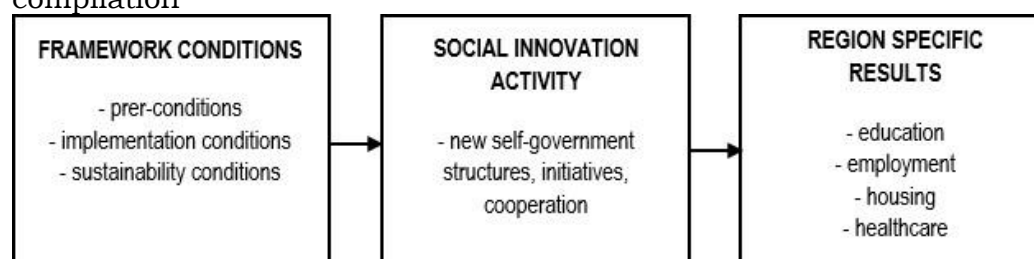 compilation
FRAMEWORK CONDITIONS
- prer-conditions
- implementation conditions
- sustainability conditions
SOCIAL INNOVATION
ACTIVITY
- new self-government
structures, initiatives,
cooperation
REGION SPECIFIC
RESULTS
- education
- employment
- housing
- healthcare